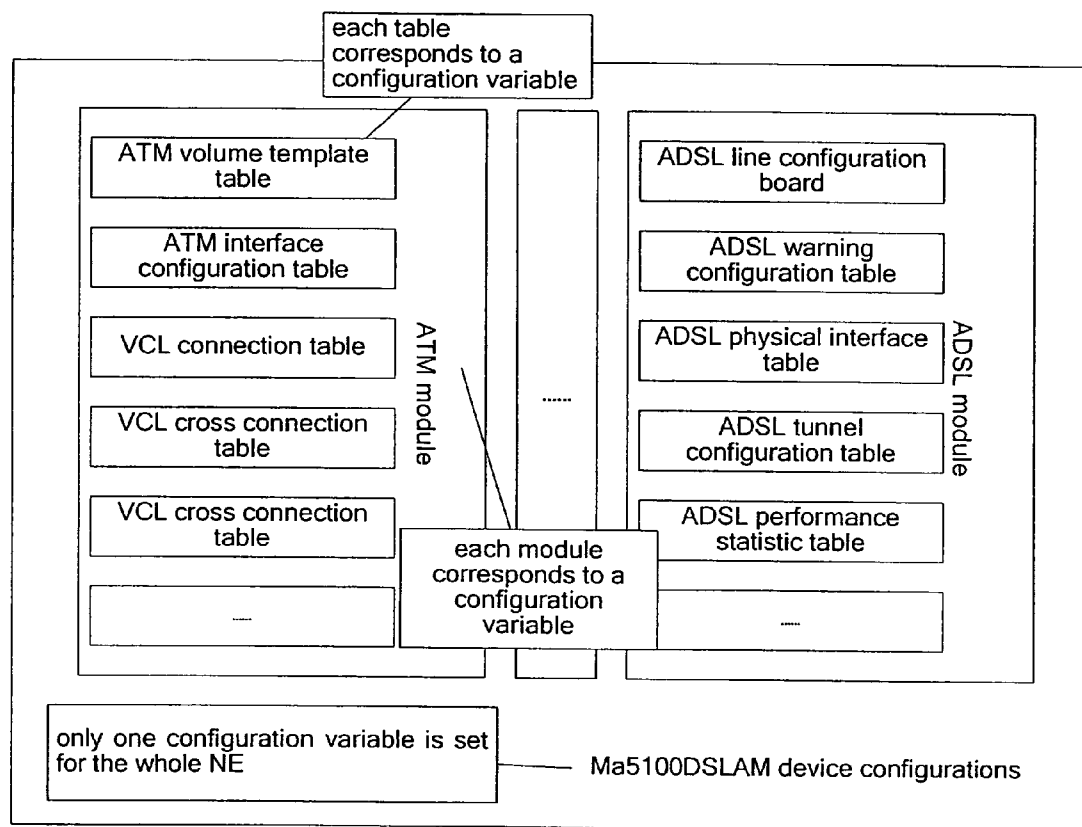 each table
corresponds to a
configuration variable
ATM volume template
table
ATM interface
configuration table
VCL connection table
VCL cross connection
table
VCL cross connection
table
......
ATM module
......
each module
corresponds to a
configuration
variable
ADSL line configuration
board
ADSL warning
configuration table
ADSL physical interface
table
ADSL tunnel
configuration table
ADSL performance
statistic table
......
ADSL module
only one configuration variable is set
for the whole NE
Ma5100DSLAM device configurations